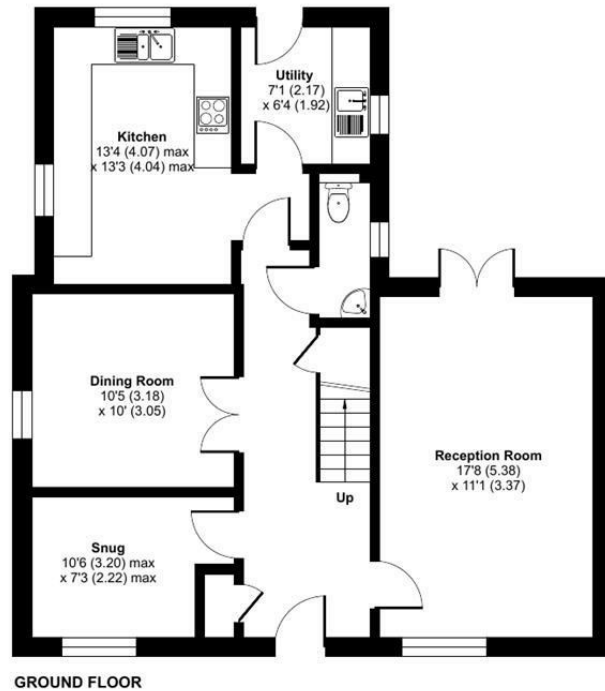 Utility
7'1 (2.17)
x 6'4 (1.92)
Kitchen
13'4 (4.07) max
x 13'3 (4.04) max
Dining Room
10'5 (3.18)
x 10' (3.05)
Reception Room
17'8 (5.38)
x 11'1 (3.37)
Up
Snug
10'6 (3.20) max
x 7'3 (2.22) max
GROUND FLOOR